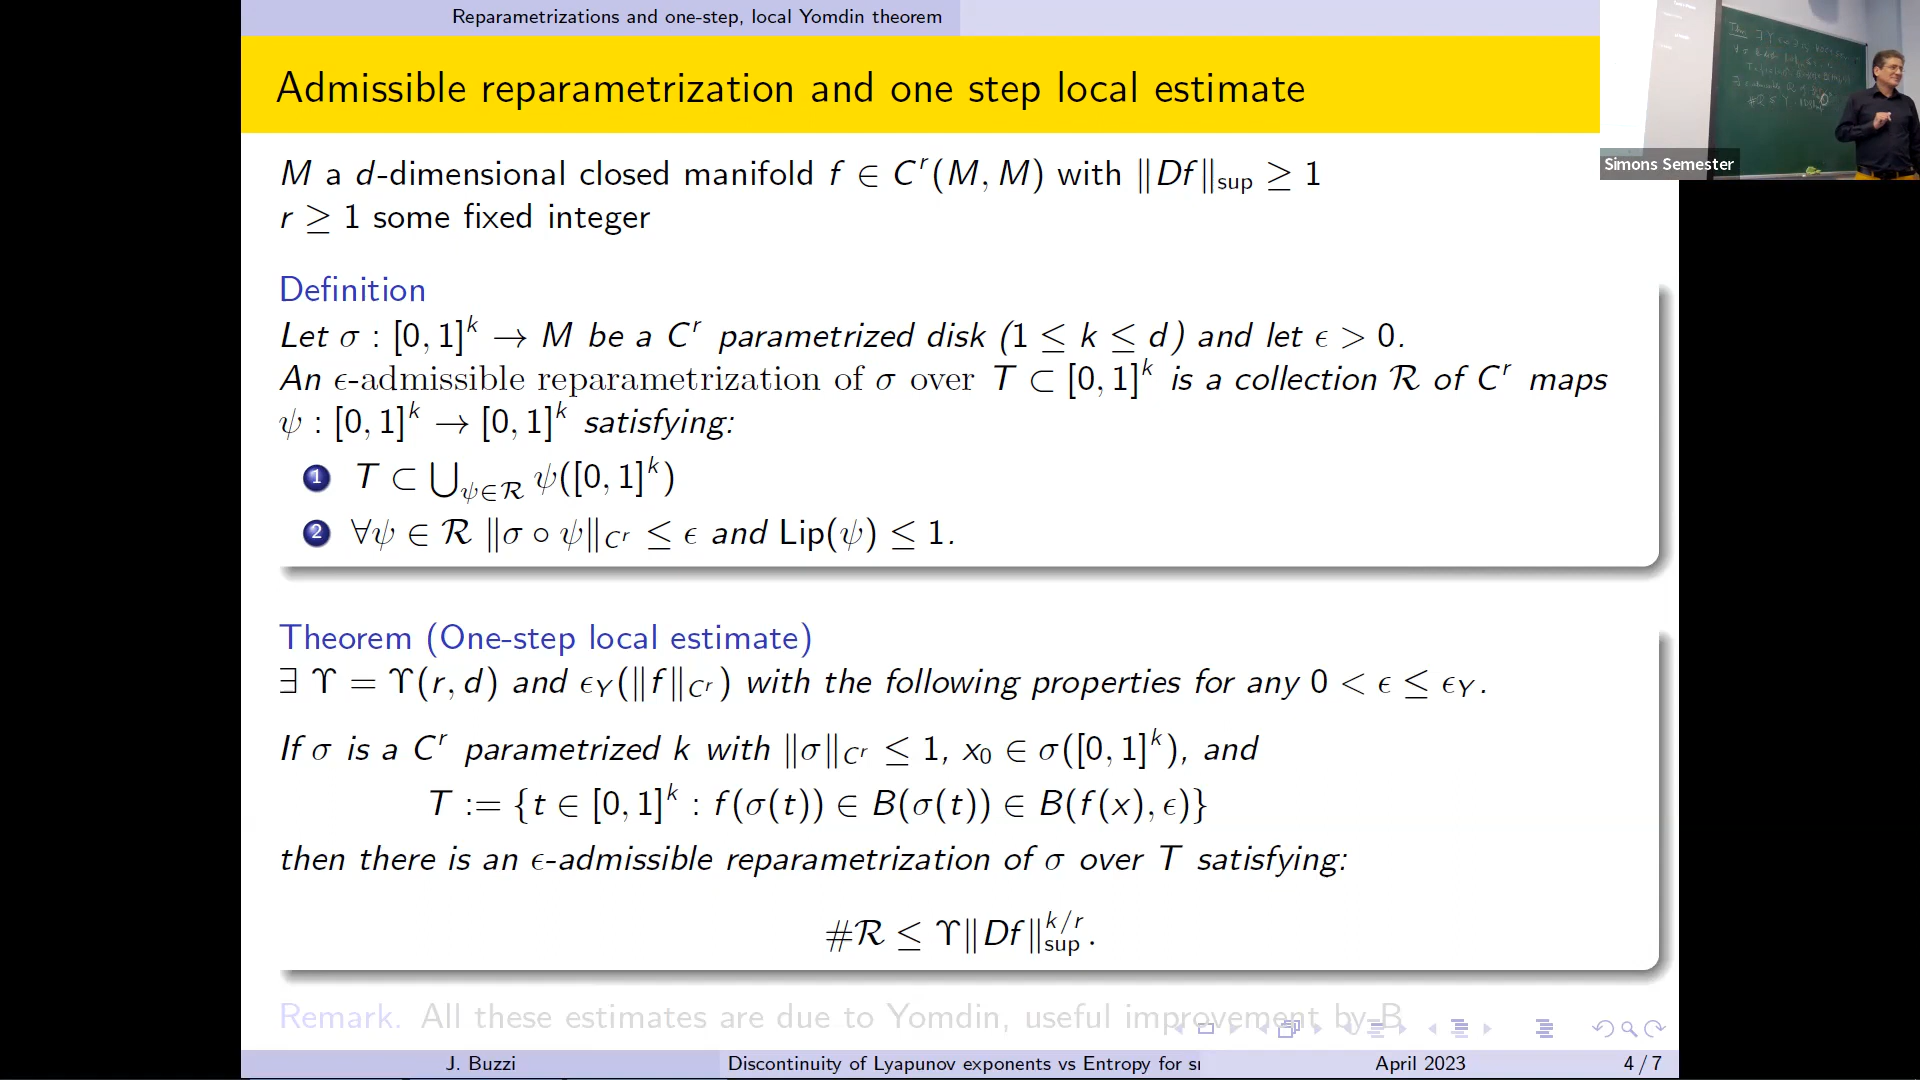 Reparametrizations and one-step, local Yomdin theorem
Admissible reparametrization and one step local estimate
Simons Semester
M a d-dimensional closed manifold f ∈ C^r(M, M) with ‖Df‖_sup ≥ 1
r ≥ 1 some fixed integer
Definition
Let σ : [0, 1]^k → M be a C^r parametrized disk (1 ≤ k ≤ d) and let ϵ > 0.
An ϵ-admissible reparametrization of σ over T ⊂ [0, 1]^k is a collection ℛ of C^r maps
ψ : [0, 1]^k → [0, 1]^k satisfying:
1 T ⊂ ⋃_{ψ∈ℛ} ψ([0, 1]^k)
2 ∀ψ ∈ ℛ ‖σ ∘ ψ‖_{C^r} ≤ ϵ and Lip(ψ) ≤ 1.
Theorem (One-step local estimate)
∃ ϒ = ϒ(r, d) and ϵ_Y(‖f‖_{C^r}) with the following properties for any 0 < ϵ ≤ ϵ_Y.
If σ is a C^r parametrized k with ‖σ‖_{C^r} ≤ 1, x_0 ∈ σ([0, 1]^k), and
T := {t ∈ [0, 1]^k : f(σ(t)) ∈ B(σ(t)) ∈ B(f(x), ϵ)}
then there is an ϵ-admissible reparametrization of σ over T satisfying:
#ℛ ≤ ϒ‖Df‖_sup^{k/r}.
Remark. All these estimates are due to Yomdin, useful improvement by B
J. Buzzi
Discontinuity of Lyapunov exponents vs Entropy for
April 2023
4 / 7